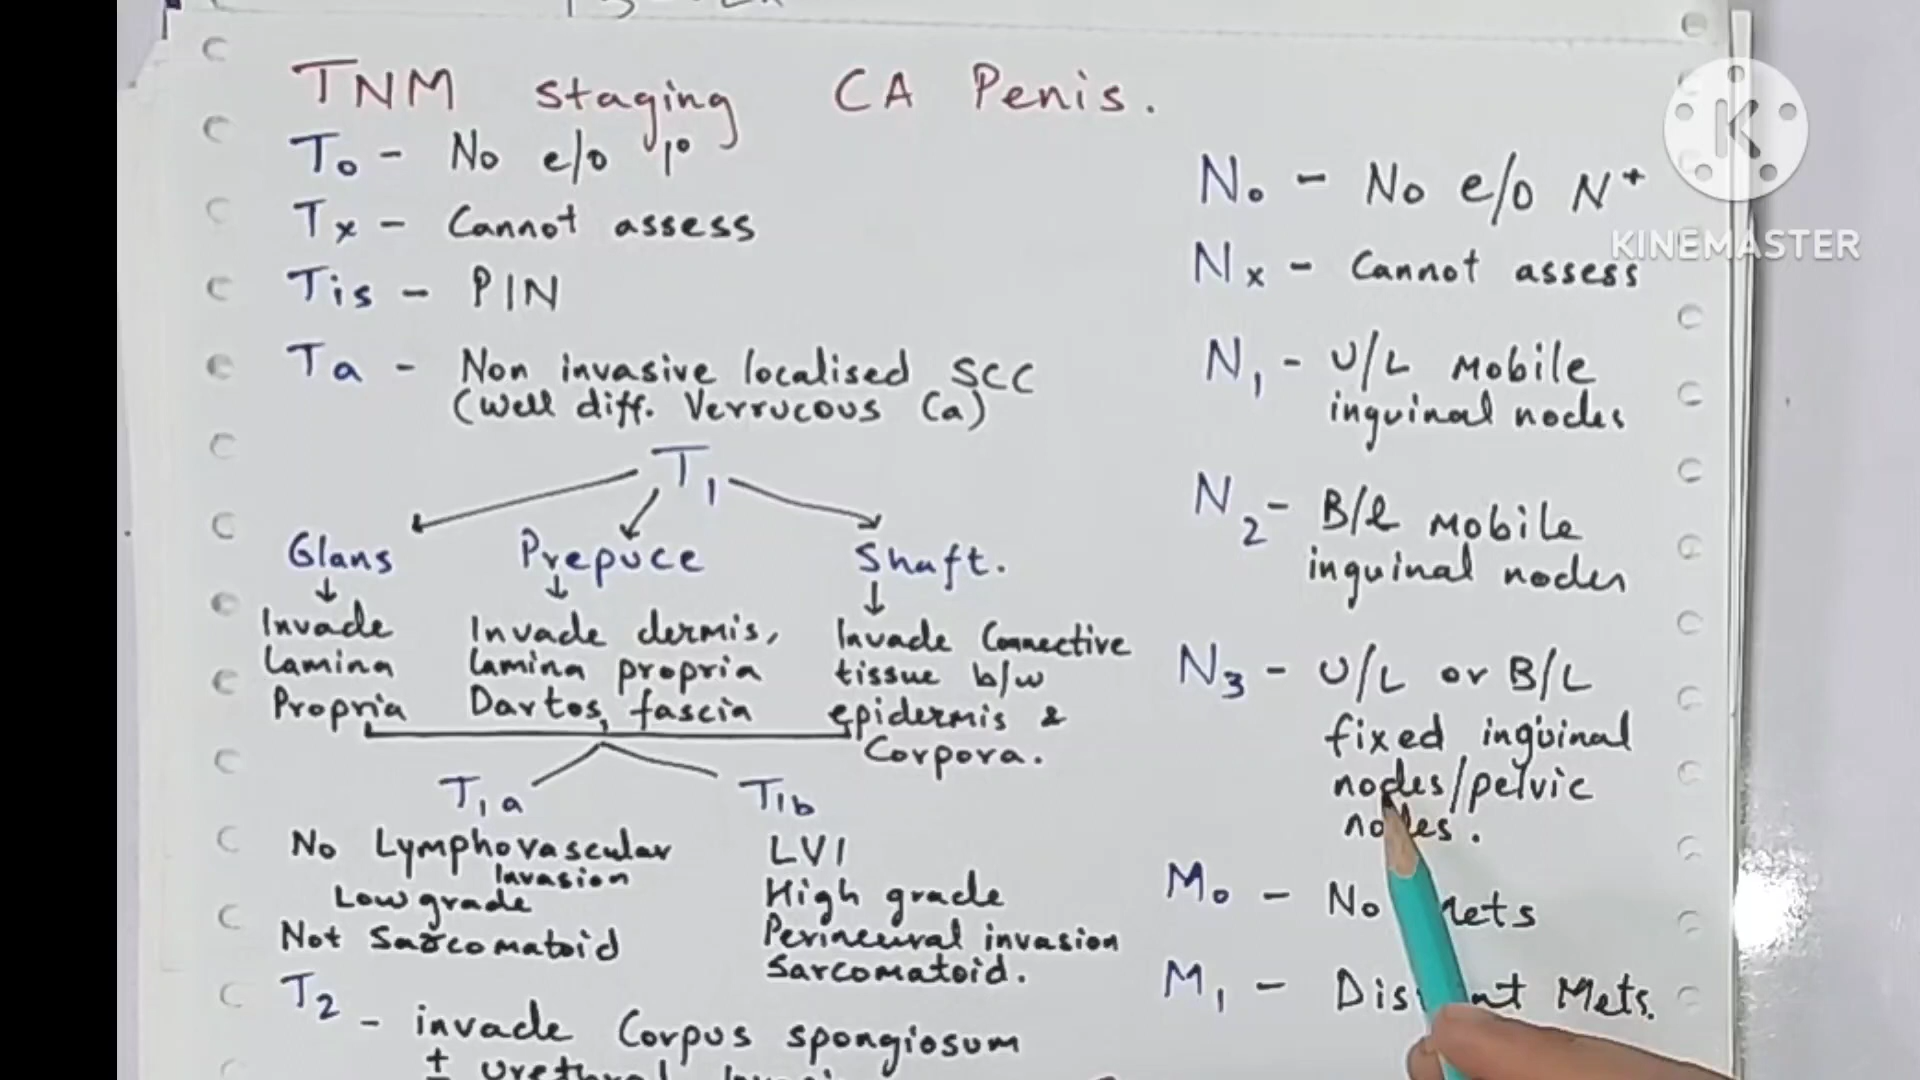 TNM staging CA Penis.
T0 - No e/o 1°
Tx - Cannot assess
Tis - PIN
Ta - Non invasive localised SCC
(Well diff. Verrucous Ca)
T1
Glans Prepuce Shaft.
Invade Invade dermis, Invade Connective
Lamina lamina propria tissue b/w
Propria Dartos, fascia epidermis &
Corpora.
T1a T1b
No Lymphovascular LVI
Invasion
Low grade High grade
Not Sarcomatoid Perineural invasion
Sarcomatoid.
T2 - invade Corpus spongiosum
±
N0 - No e/o N+
Nx - Cannot assess
N1 - U/L Mobile
inguinal nodes
N2 - B/L Mobile
inguinal nodes
N3 - U/L or B/L
fixed inguinal
nodes/pelvic
nodes.
M0 - No Mets
M1 - Distant Mets.
KINEMASTER